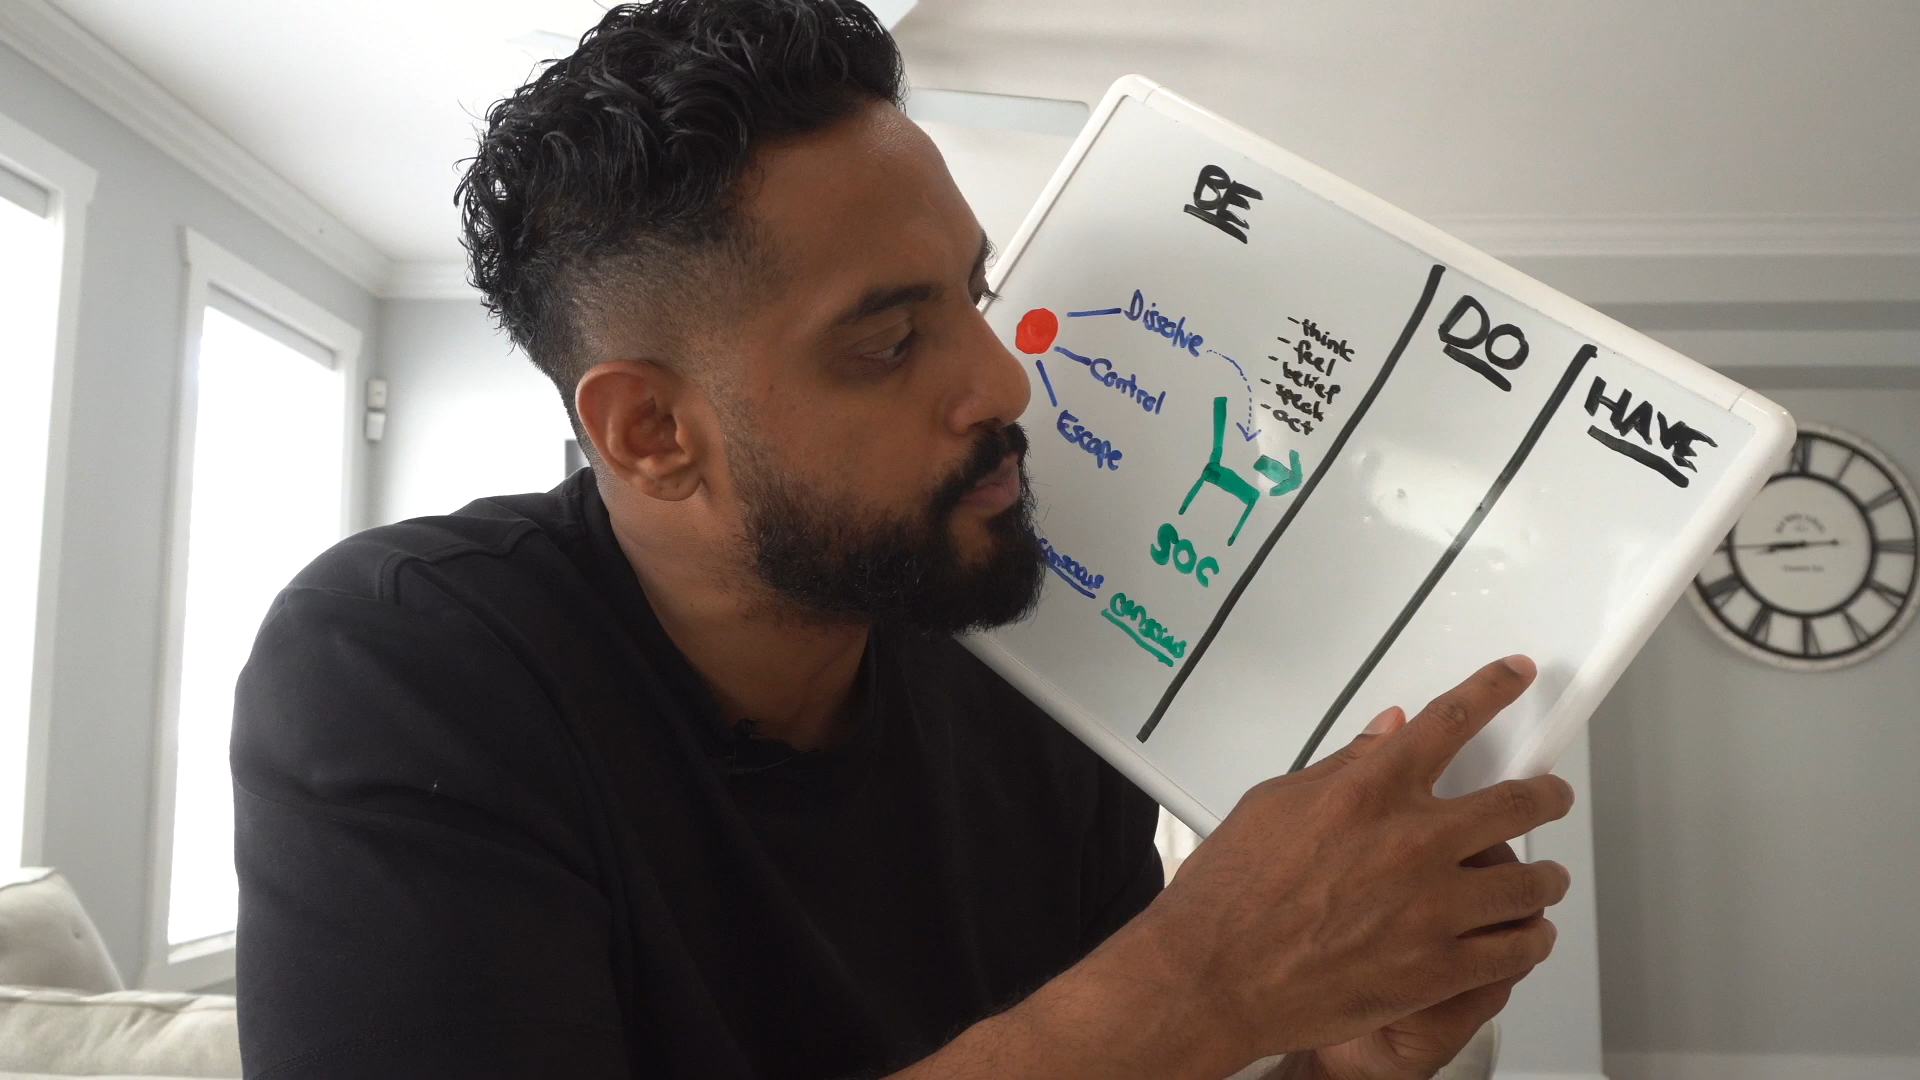 BE
Dissolve
Control
Escape
- think
- feel
- belief
- speak
- act
SOC
conscious
DO
HAVE